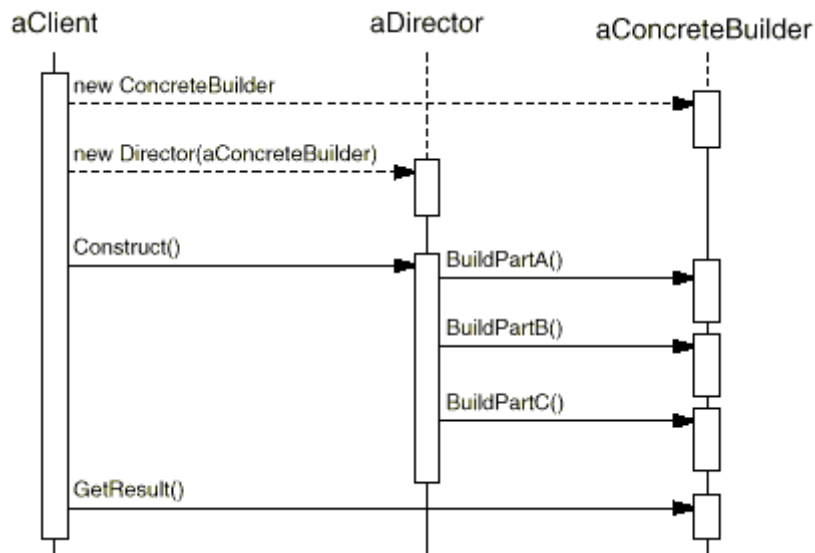 aClient
aDirector
aConcreteBuilder
new ConcreteBuilder
new Director(aConcreteBuilder)
Construct()
BuildPartA()
BuildPartB()
BuildPartC()
GetResult()